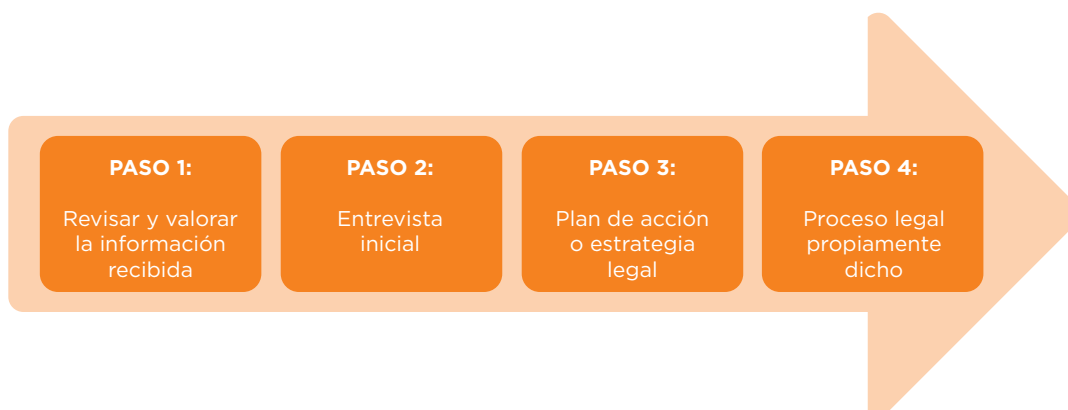 PASO 1:
Revisar y valorar
la información
recibida
PASO 2:
Entrevista
inicial
PASO 3:
Plan de acción
o estrategia
legal
PASO 4:
Proceso legal
propiamente
dicho